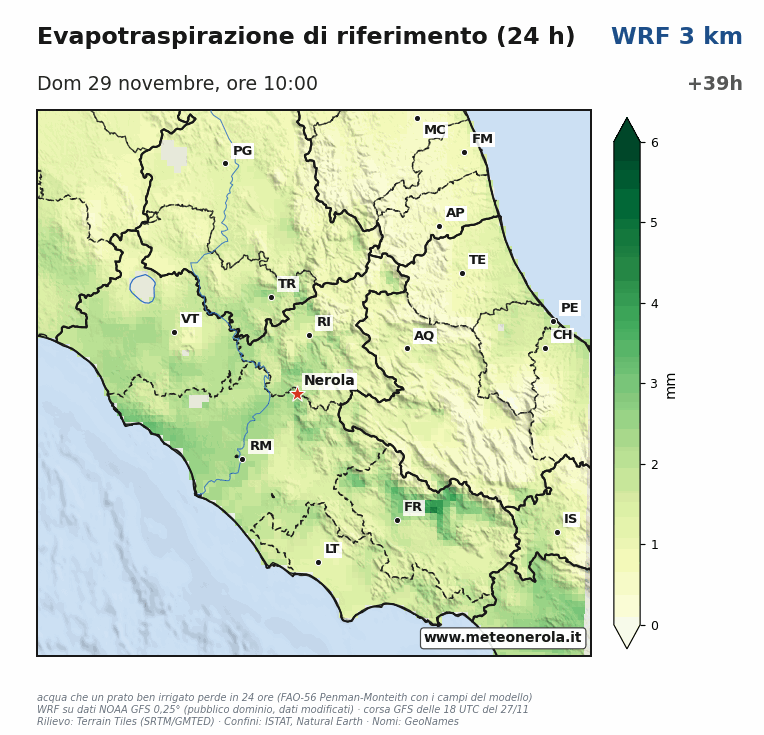 Evapotraspirazione di riferimento (24 h) WRF 3 km
Dom 29 novembre, ore 10:00 +39h
MC
FM
PG
AP
TE
TR
PE
VT
RI
CH
AQ
Nerola
RM
FR
IS
LT
www.meteonerola.it
6
5
4
3
2
1
0
mm
acqua che un prato ben irrigato perde in 24 ore (FAO-56 Penman-Monteith con i campi del modello)
WRF su dati NOAA GFS 0,25° (pubblico dominio, dati modificati) · corsa GFS delle 18 UTC del 27/11
Rilievo: Terrain Tiles (SRTM/GMTED) · Confini: ISTAT, Natural Earth · Nomi: GeoNames